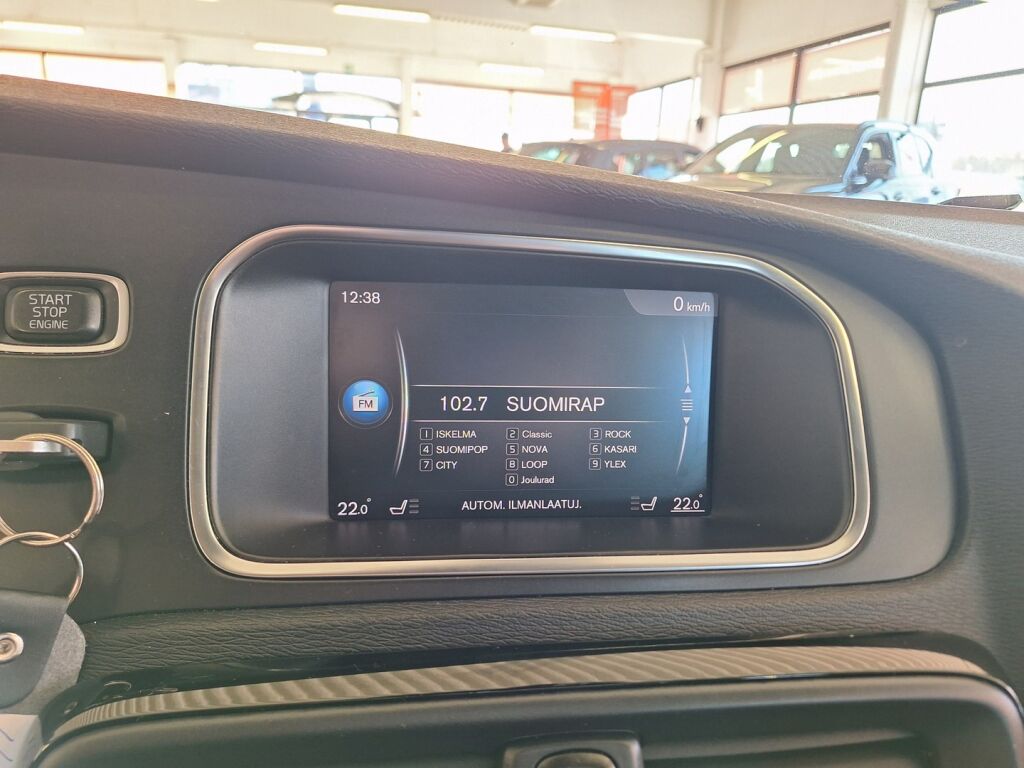 START
STOP
ENGINE
12:38
0 km/h
FM
102.7 SUOMIRAP
1 ISKELMA 2 Classic 3 ROCK
4 SUOMIPOP 5 NOVA 6 KASARI
7 CITY 8 LOOP 9 YLEX
0 Joulurad
22.0° AUTOM. ILMANLAATUJ. 22.0°